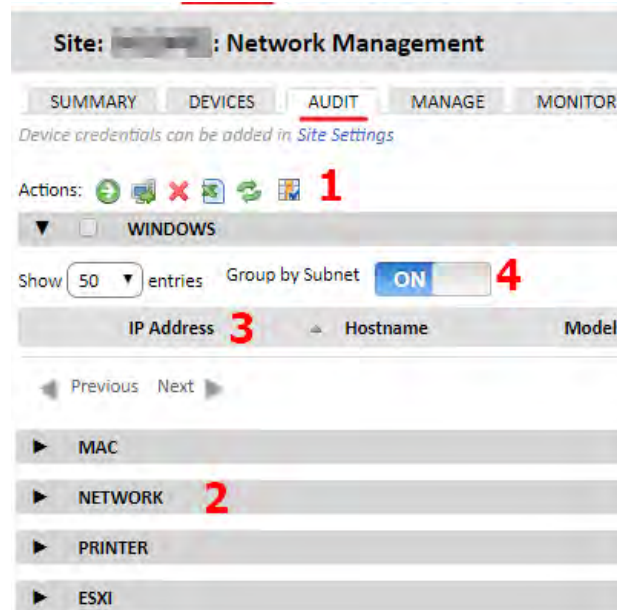 Site: : Network Management
SUMMARY DEVICES AUDIT MANAGE MONITOR
Device credentials can be added in Site Settings
Actions: 1
WINDOWS
Show 50 entries Group by Subnet ON 4
IP Address 3 Hostname Model
Previous Next
MAC
NETWORK 2
PRINTER
ESXI